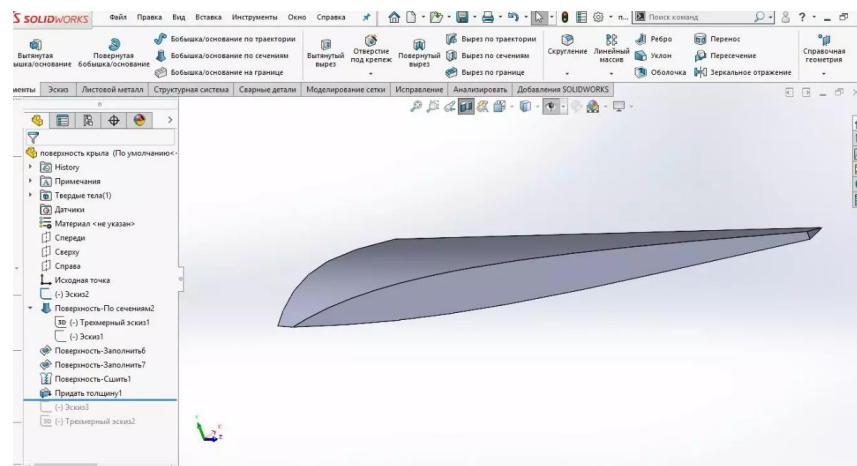 SOLIDWORKS Файл Правка Вид Вставка Инструменты Окно Справка Поиск команд
Вытянутая
Повернутая
бобышка/основание
Бобышка/основание по траектории
Бобышка/основание по сечениям
Бобышка/основание на границе
Вытянутый
вырез
Отверстие
под крепеж
Повернутый
вырез
Вырез по траектории
Вырез по сечениям
Вырез по границе
Скругление
Линейный
массив
Ребро
Уклон
Оболочка
Перенос
Пересечение
Зеркальное отражение
Справочная
геометрия
Эскиз Листовой металл Структурная система Сварные детали Моделирование сетки Исправление Анализировать Добавления SOLIDWORKS
поверхность крыла (По умолчанию<
History
Примечания
Твердые тела(1)
Датчики
Материал <не указан>
Спереди
Сверху
Справа
Исходная точка
(-) Эскиз2
Поверхность-По сечениям2
3D (-) Трехмерный эскиз1
(-) Эскиз1
Поверхность-Заполнить6
Поверхность-Заполнить7
Поверхность-Сшить1
Придать толщину1
(-) Эскиз3
3D (-) Трехмерный эскиз2